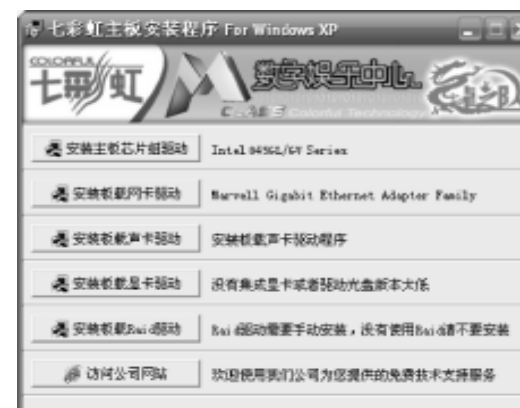 七彩虹主板安装程序 For Windows XP
COLORFUL
七彩虹
数字娱乐中心
Colorful Technology
安装主板芯片组驱动 Intel Series
安装板载网卡驱动 Marvell Gigabit Ethernet Adapter Family
安装板载声卡驱动 安装板载声卡驱动程序
安装板载显卡驱动 没有集成显卡或者驱动光盘版本太低
安装板载Raid驱动 Raid驱动需要手动安装，没有使用Raid请不要安装
访问公司网站 欢迎使用我们公司为您提供的免费技术支持服务